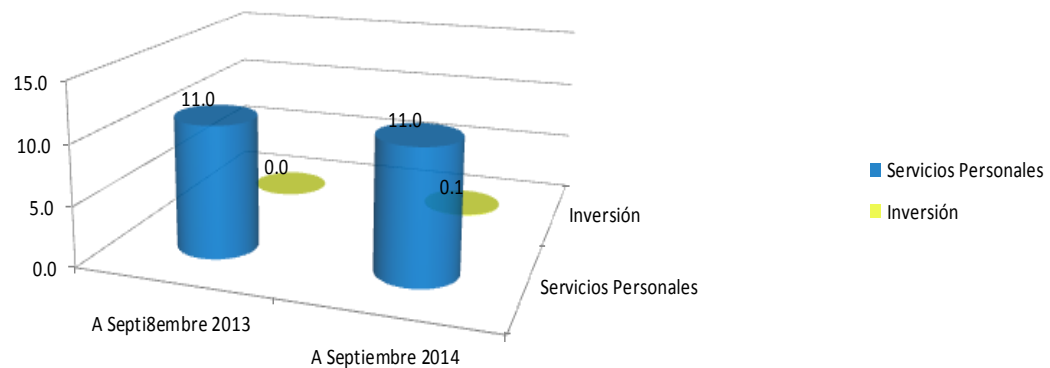 15.0
10.0
5.0
0.0
11.0
0.0
11.0
0.1
A Septi8embre 2013
A Septiembre 2014
Inversión
Servicios Personales
Servicios Personales
Inversión